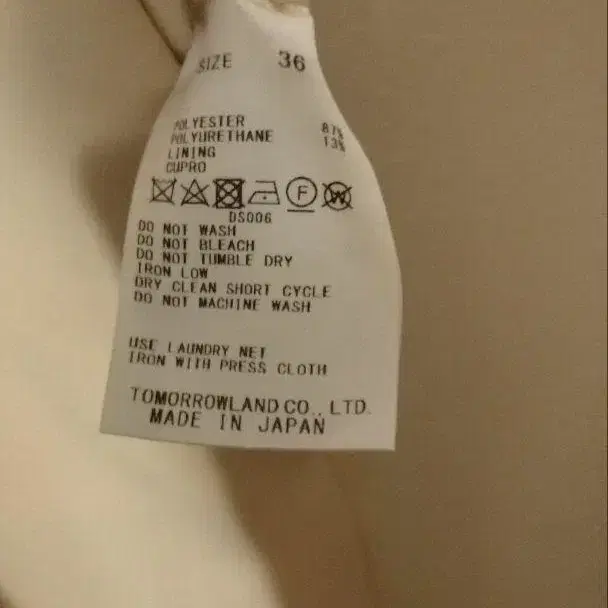 SIZE 36
POLYESTER 87%
POLYURETHANE 13%
LINING
CUPRO
F W
DS006
DO NOT WASH
DO NOT BLEACH
DO NOT TUMBLE DRY
IRON LOW
DRY CLEAN SHORT CYCLE
DO NOT MACHINE WASH
USE LAUNDRY NET
IRON WITH PRESS CLOTH
TOMORROWLAND CO., LTD.
MADE IN JAPAN